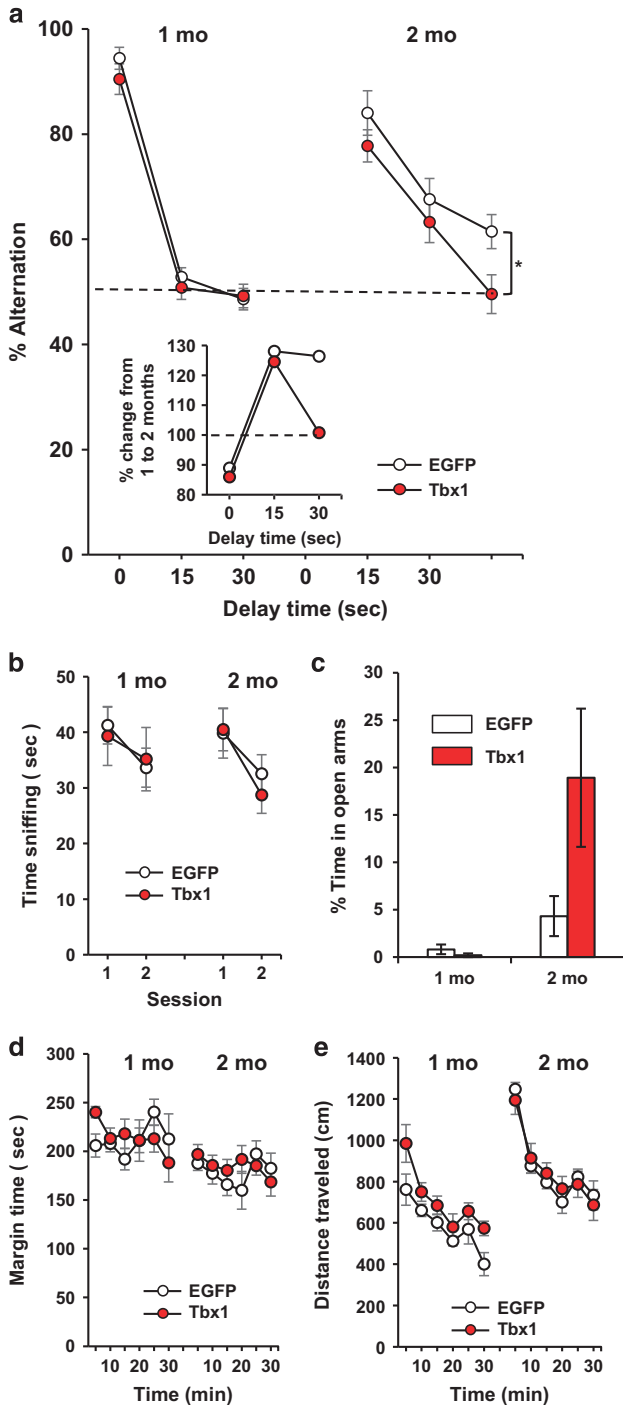 a
1 mo 2 mo
% Alternation
100
80
60
40
20
0
*
% change from
1 to 2 months
130
120
110
100
90
80
0 15 30
Delay time (sec)
EGFP
Tbx1
0 15 30 0 15 30
Delay time (sec)
b
1 mo 2 mo
Time sniffing ( sec )
50
40
30
20
10
0
EGFP
Tbx1
1 2 1 2
Session
c
% Time in open arms
30
25
20
15
10
5
0
EGFP
Tbx1
1 mo 2 mo
d
1 mo 2 mo
Margin time ( sec )
300
250
200
150
100
50
0
EGFP
Tbx1
10 20 30 10 20 30
Time (min)
e
1 mo 2 mo
Distance traveled (cm)
1400
1200
1000
800
600
400
200
0
EGFP
Tbx1
10 20 30 10 20 30
Time (min)